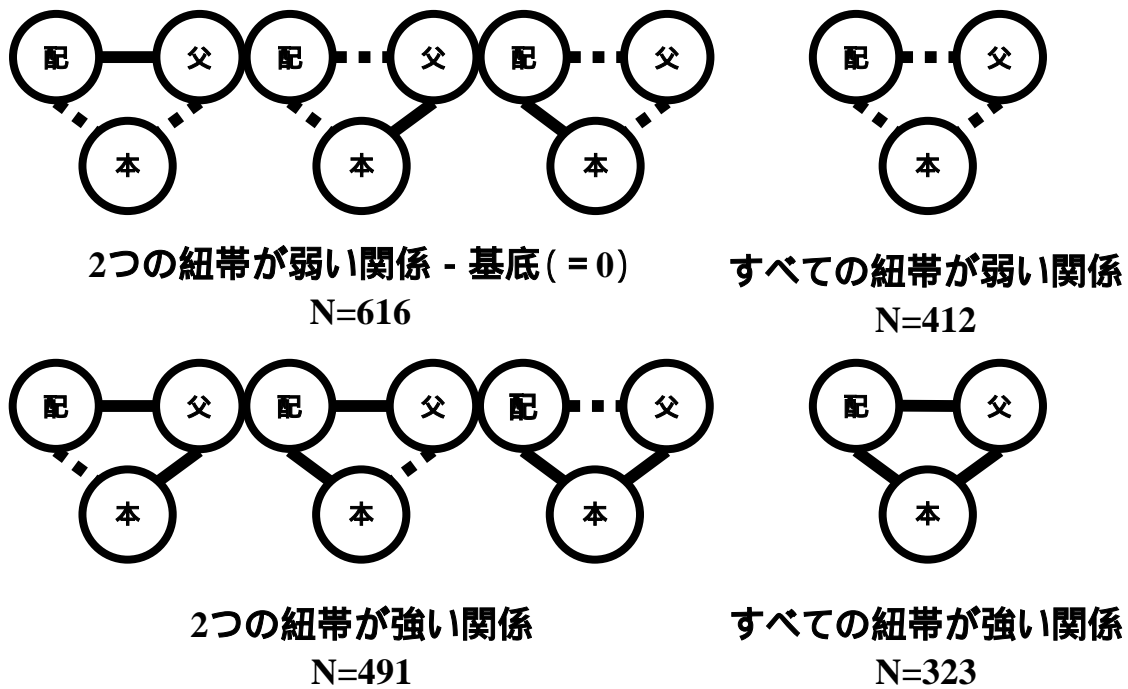 配 父 配 父 配 父 配 父
本 本 本 本
2つの紐帯が弱い関係 - 基底( = 0)
N=616
すべての紐帯が弱い関係
N=412
配 父 配 父 配 父 配 父
本 本 本 本
2つの紐帯が強い関係
N=491
すべての紐帯が強い関係
N=323